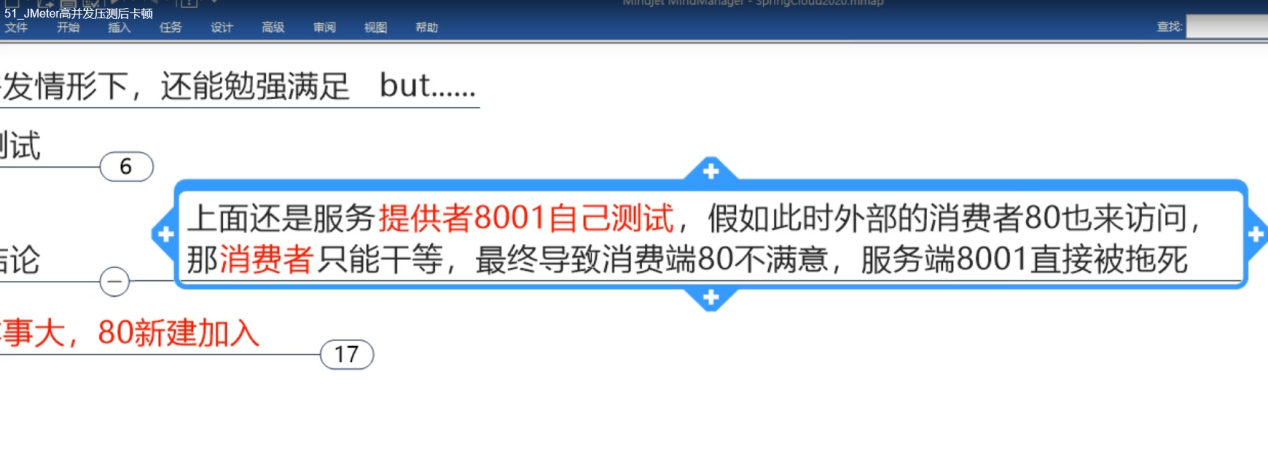 51_JMeter高并发压测后卡顿
Mindjet MindManager - SpringCloud2020.mmap
文件 开始 插入 任务 设计 高级 审阅 视图 帮助
查找:
发情形下，还能勉强满足 but......
测试
6
上面还是服务提供者8001自己测试，假如此时外部的消费者80也来访问，
那消费者只能干等，最终导致消费端80不满意，服务端8001直接被拖死
结论
事大，80新建加入
17